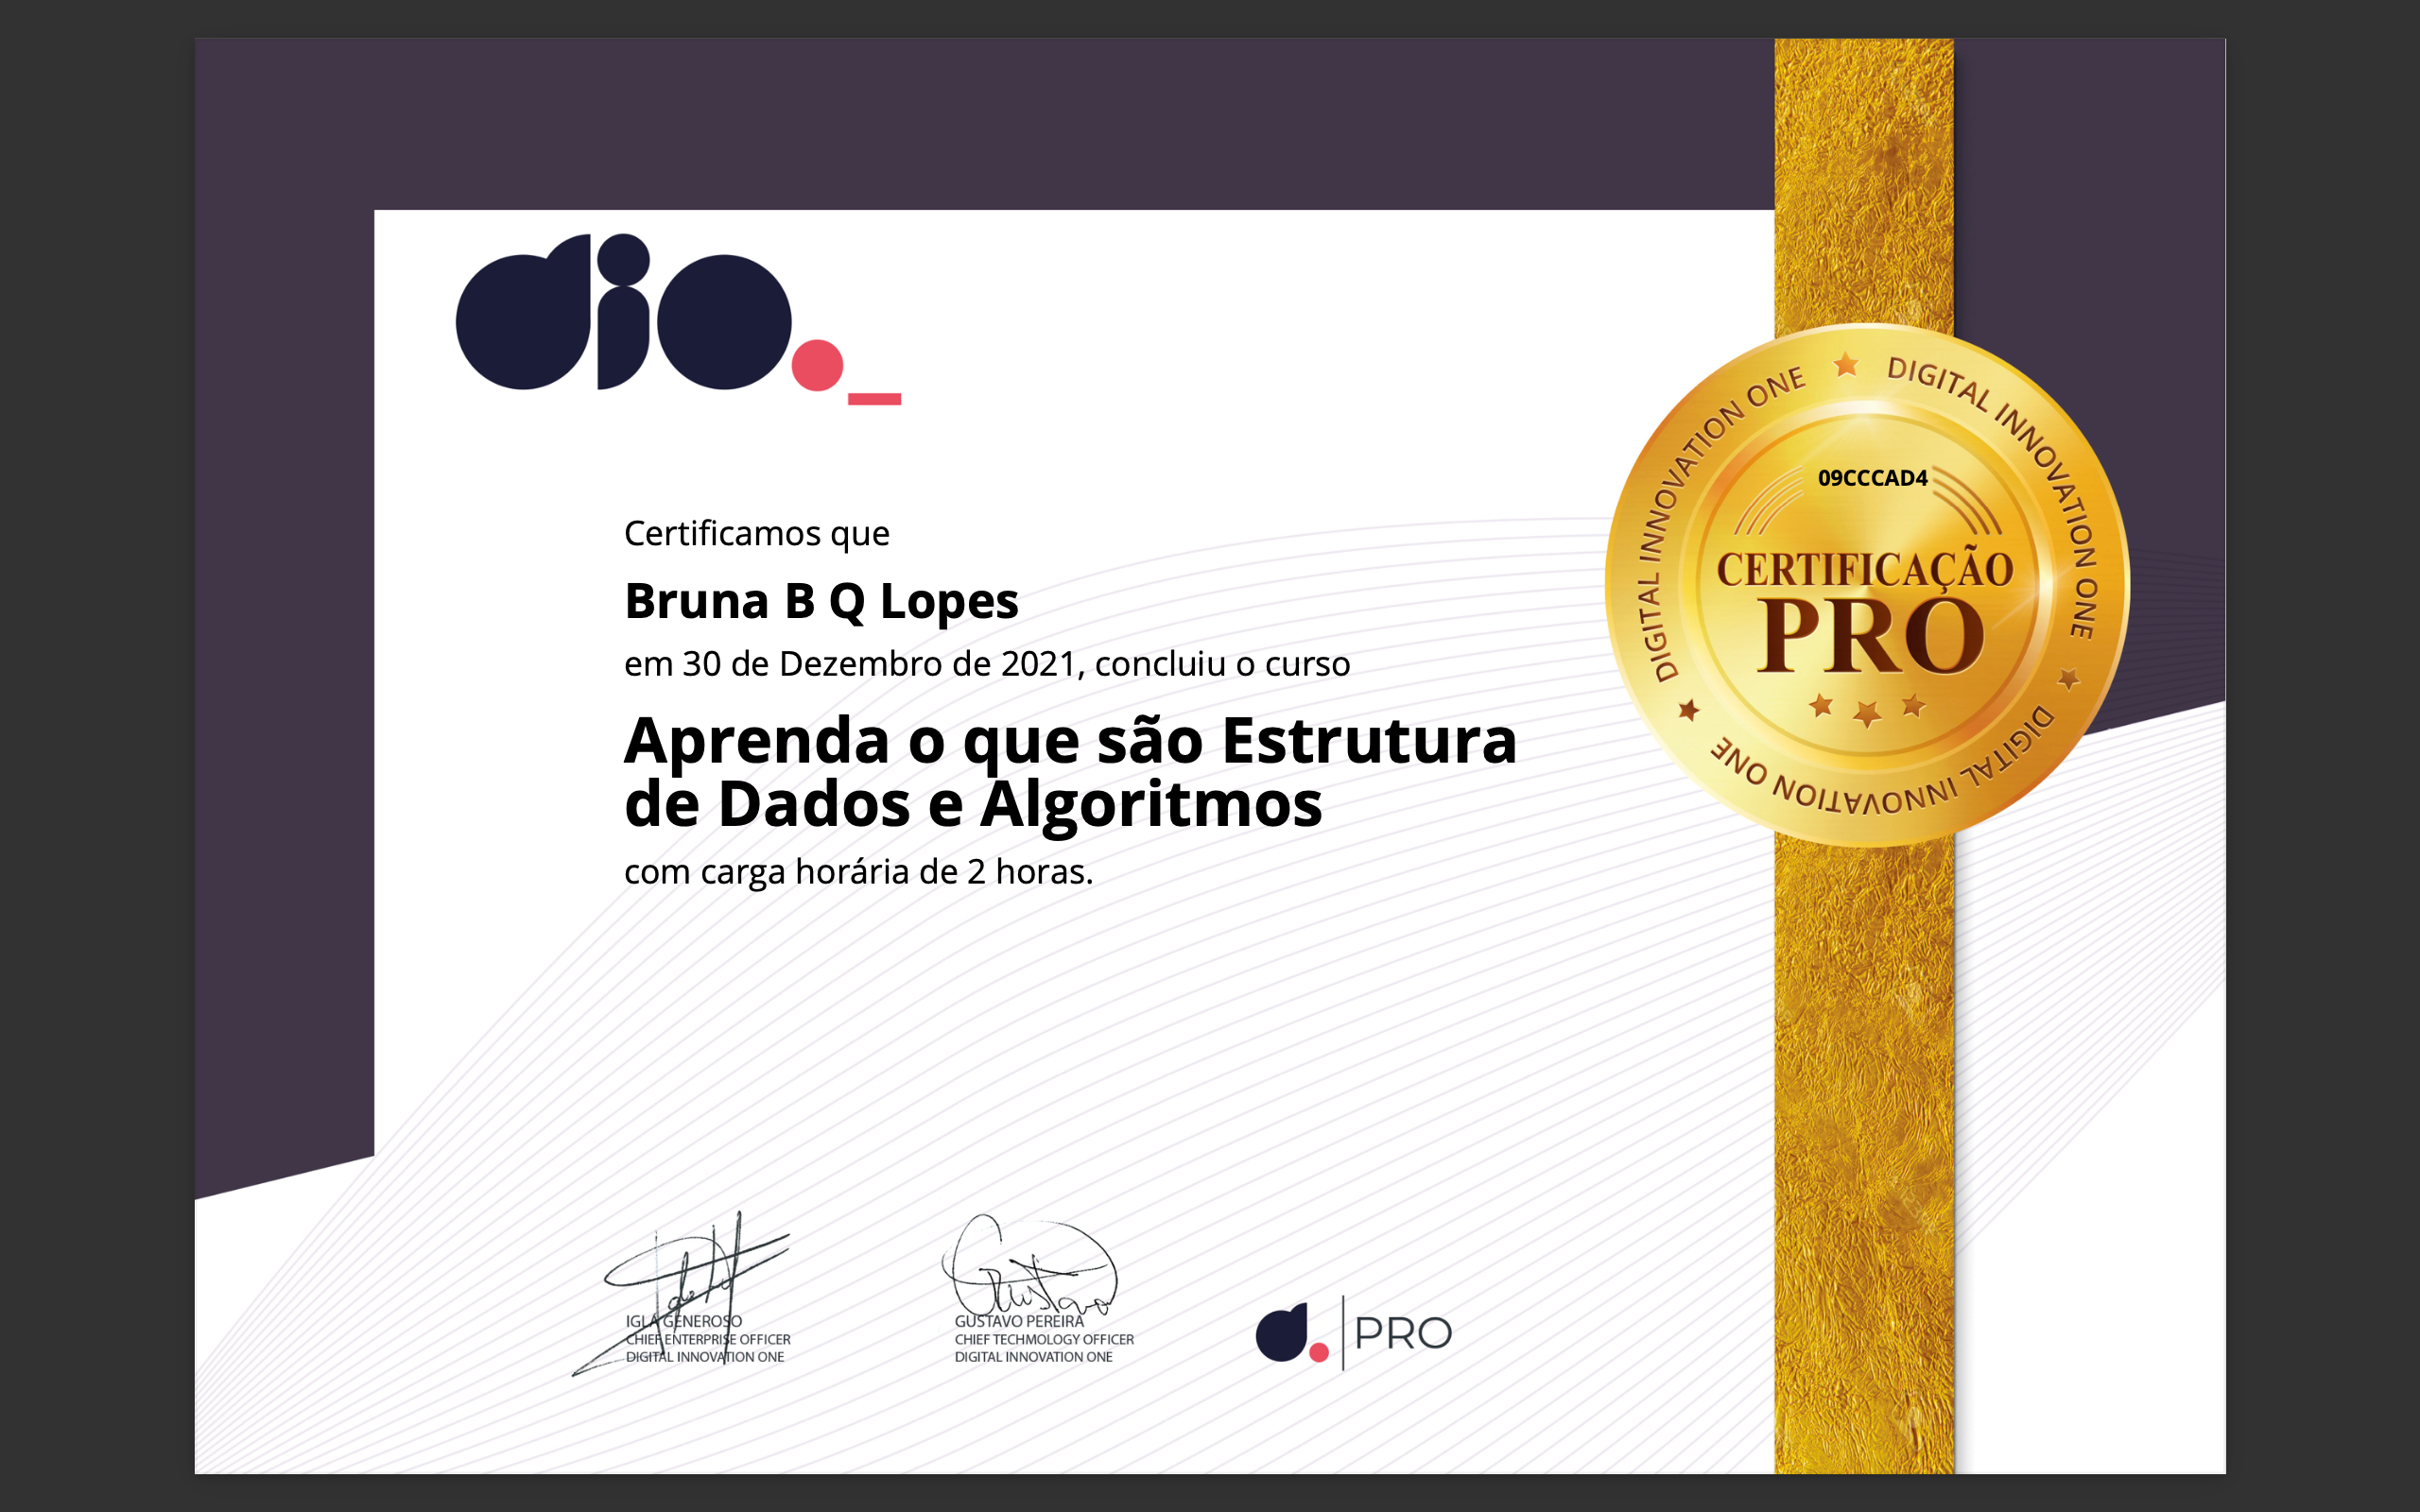 dio._
Certificamos que
Bruna B Q Lopes
em 30 de Dezembro de 2021, concluiu o curso
Aprenda o que são Estrutura
de Dados e Algoritmos
com carga horária de 2 horas.
DIGITAL INNOVATION ONE
DIGITAL INNOVATION ONE
DIGITAL INNOVATION ONE
09CCCAD4
CERTIFICAÇÃO
PRO
IGLÁ GENEROSO
CHIEF ENTERPRISE OFFICER
DIGITAL INNOVATION ONE
Gustavo
GUSTAVO PEREIRA
CHIEF TECHMOLOGY OFFICER
DIGITAL INNOVATION ONE
d. PRO